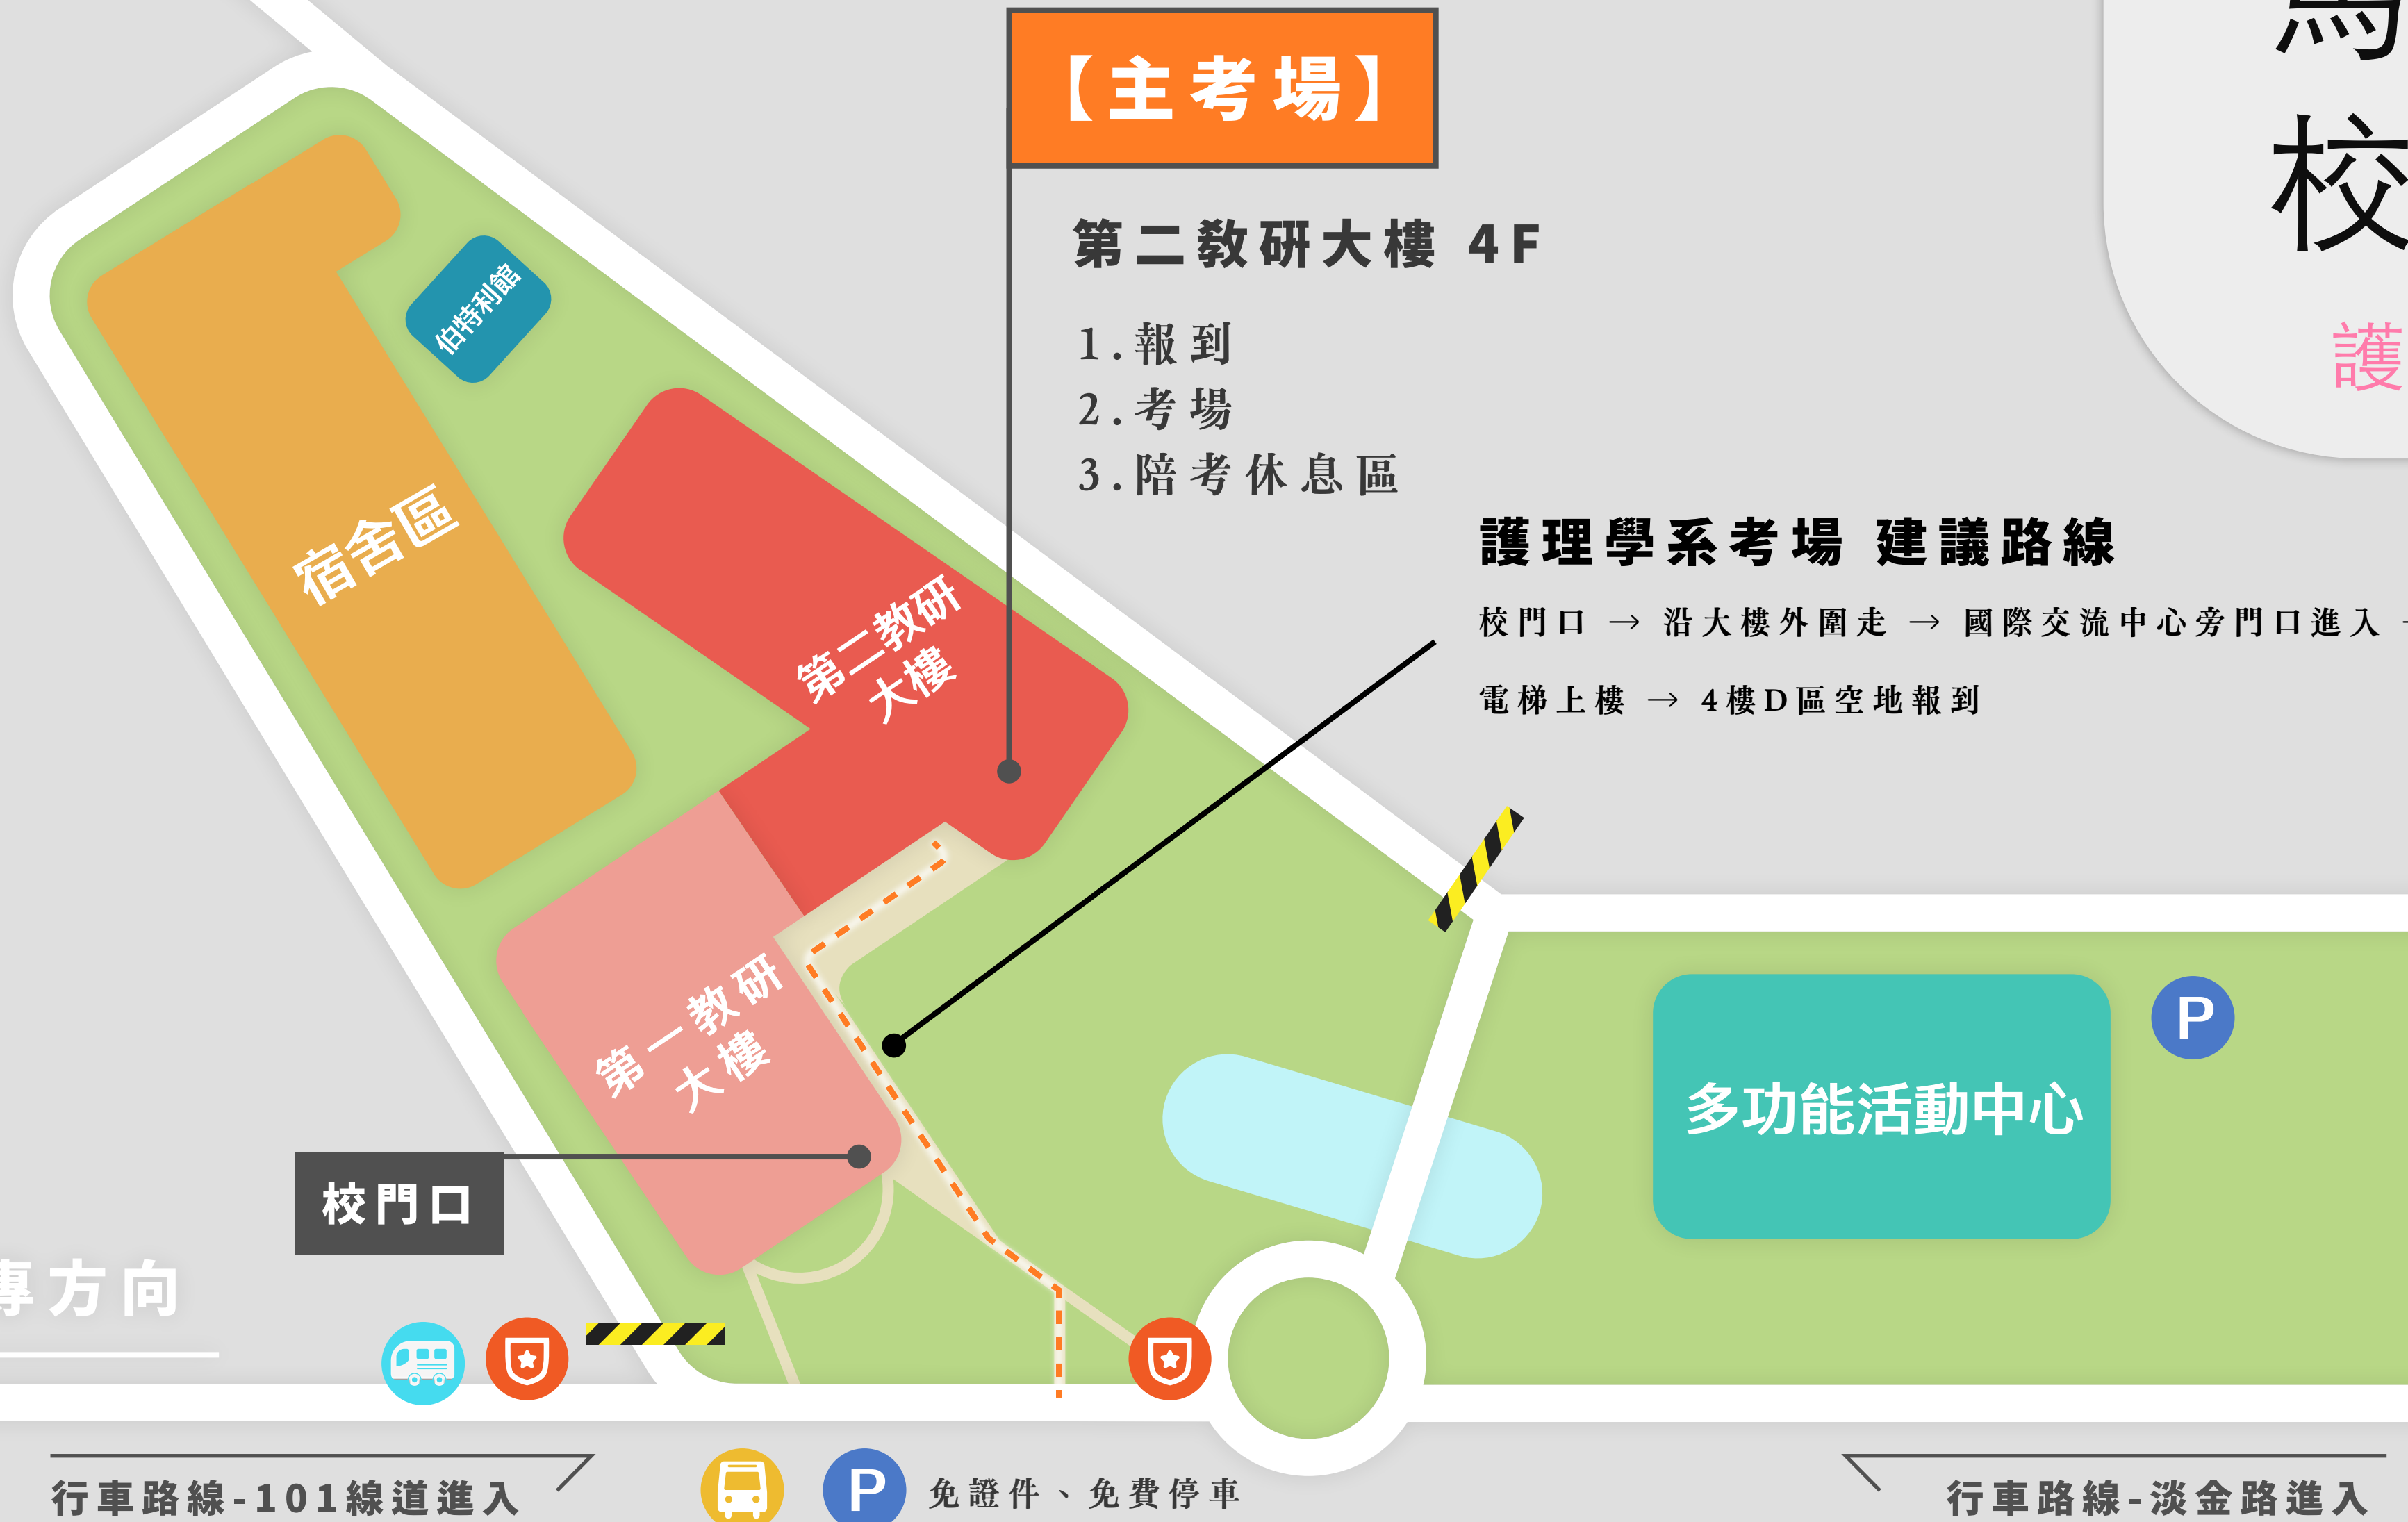 【主考場】
第二教研大樓 4F
1.報到
2.考場
3.陪考休息區
校
護
護理學系考場 建議路線
校門口 → 沿大樓外圍走 → 國際交流中心旁門口進入
電梯上樓 → 4樓D區空地報到
伯特利館
宿舍區
第二教研
大樓
第一教研
大樓
校門口
多功能活動中心
P
專方向
行車路線-101線道進入
P
免證件、免費停車
行車路線-淡金路進入